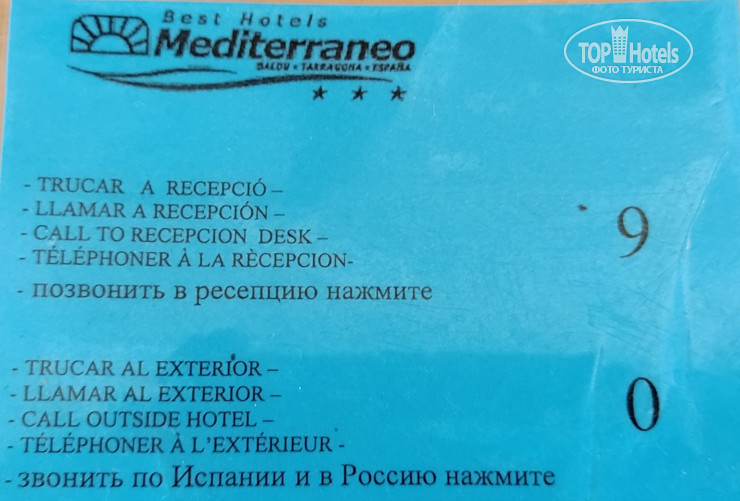 Best Hotels
Mediterraneo
SALOU • TARRAGONA • ESPAÑA
TOP Hotels
ФОТО ТУРИСТА
- TRUCAR A RECEPCIÓ –
- LLAMAR A RECEPCIÓN –
- CALL TO RECEPCION DESK –
9
- TÉLÉPHONER À LA RÈCEPCION-
- позвонить в ресепцию нажмите
- TRUCAR AL EXTERIOR –
- LLAMAR AL EXTERIOR –
0
- CALL OUTSIDE HOTEL –
- TÉLÉPHONER À L'EXTÉRIEUR -
- звонить по Испании и в Россию нажмите